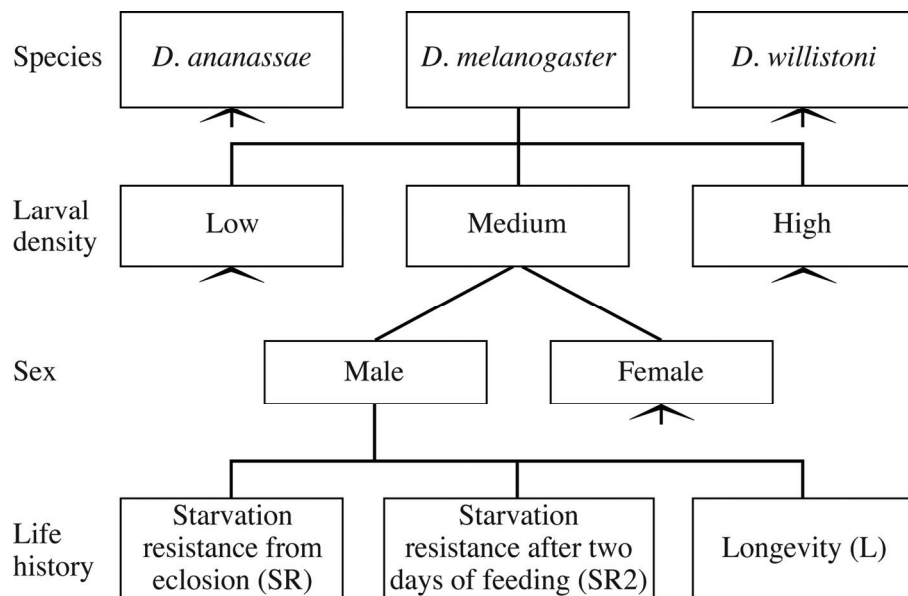 Species
D. ananassae
D. melanogaster
D. willistoni
Larval
density
Low
Medium
High
Sex
Male
Female
Life
history
Starvation
resistance from
eclosion (SR)
Starvation
resistance after two
days of feeding (SR2)
Longevity (L)